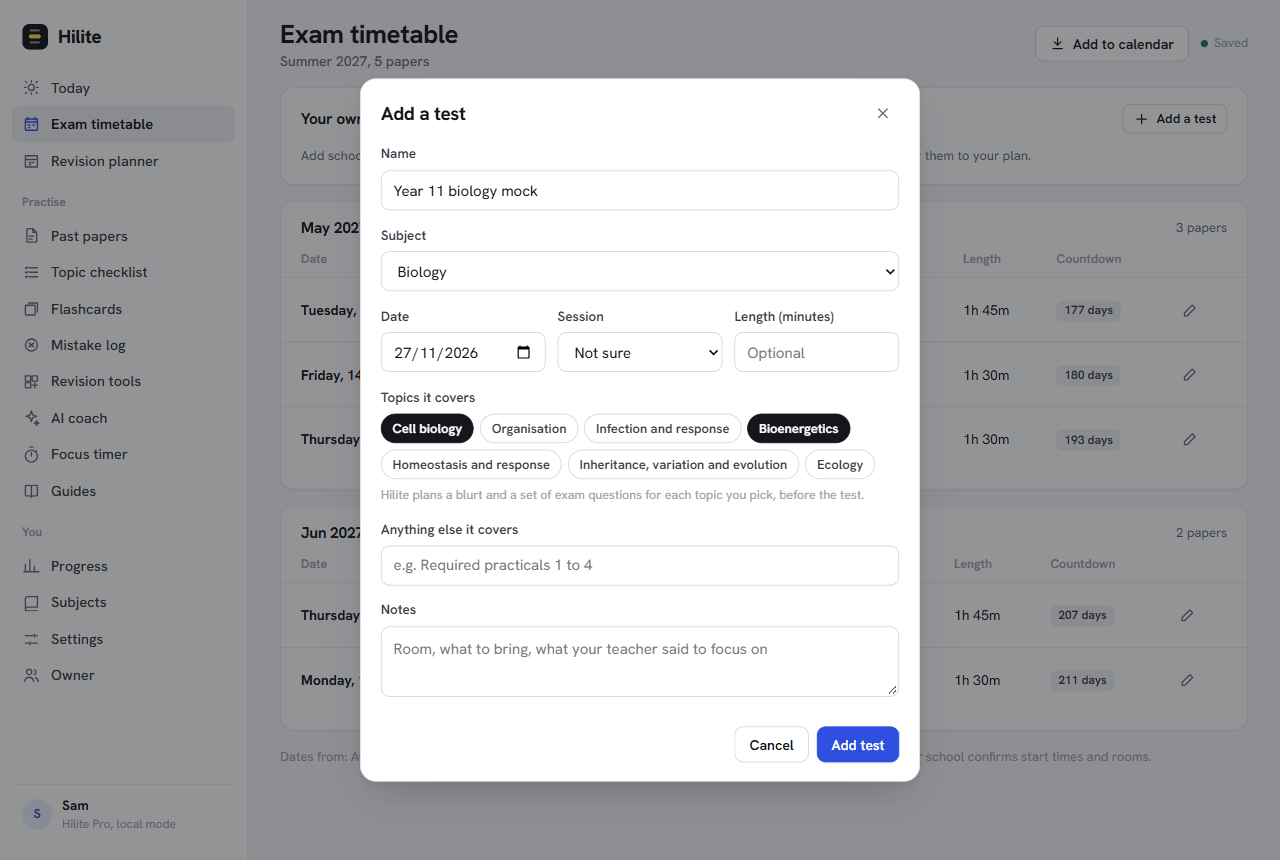 Hilite
Today
Exam timetable
Revision planner
Practise
Past papers
Topic checklist
Flashcards
Mistake log
Revision tools
AI coach
Focus timer
Guides
You
Progress
Subjects
Settings
Owner
Sam
Hilite Pro, local mode
S
Exam timetable
Summer 2027, 5 papers
Add to calendar
Saved
Your own
Add a test
Add school
them to your plan.
May 2027
3 papers
Date
Length
Countdown
Tuesday,
1h 45m
177 days
Friday, 14
1h 30m
180 days
Thursday
1h 30m
193 days
Jun 2027
2 papers
Date
Length
Countdown
Thursday
1h 45m
207 days
Monday,
1h 30m
211 days
Dates from:
school confirms start times and rooms.
Add a test
Name
Year 11 biology mock
Subject
Biology
Date
Session
Length (minutes)
27/11/2026
Not sure
Optional
Topics it covers
Cell biology
Organisation
Infection and response
Bioenergetics
Homeostasis and response
Inheritance, variation and evolution
Ecology
Hilite plans a blurt and a set of exam questions for each topic you pick, before the test.
Anything else it covers
e.g. Required practicals 1 to 4
Notes
Room, what to bring, what your teacher said to focus on
Cancel
Add test